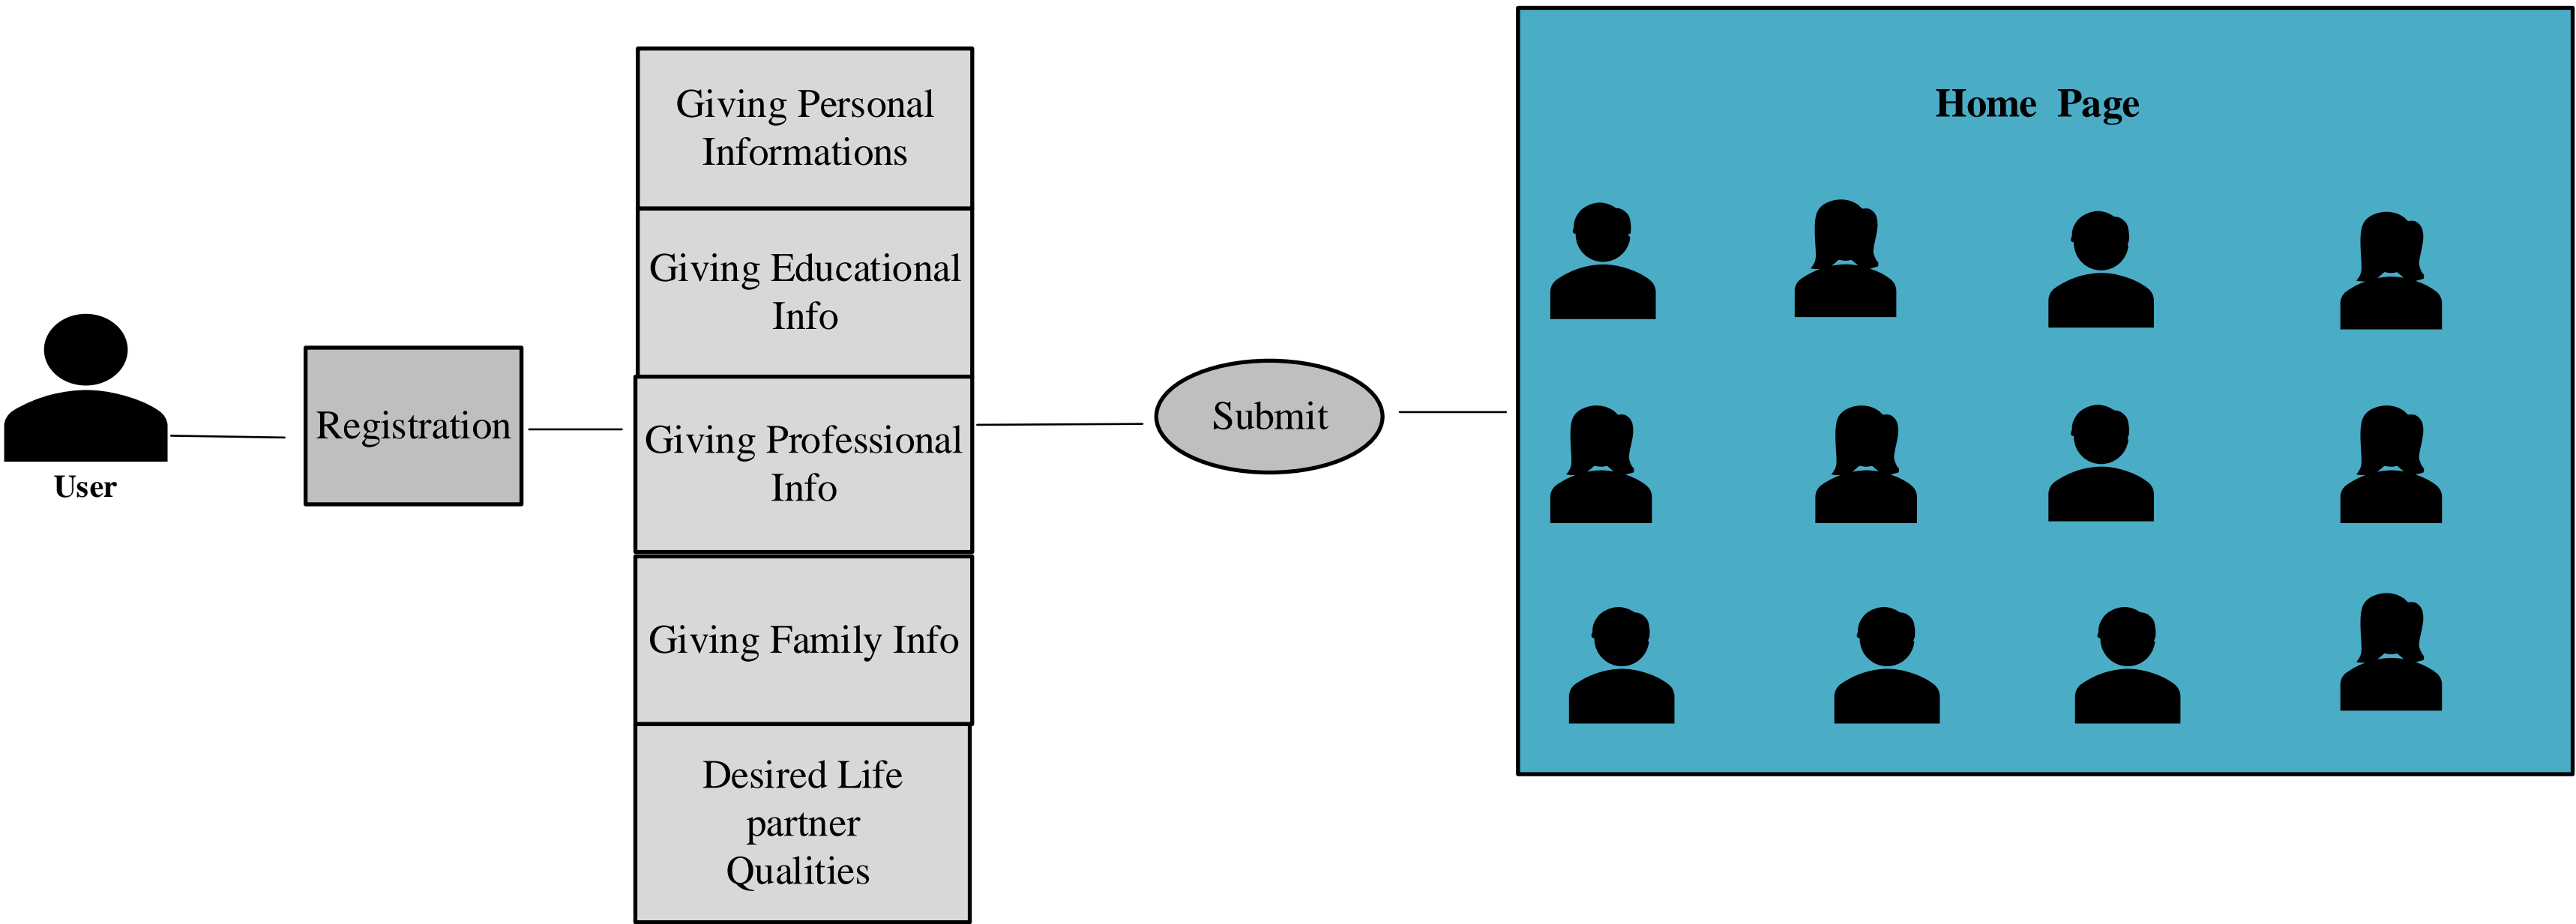 User
Registration
Giving Personal
Informations
Giving Educational
Info
Giving Professional
Info
Giving Family Info
Desired Life
partner
Qualities
Submit
Home Page